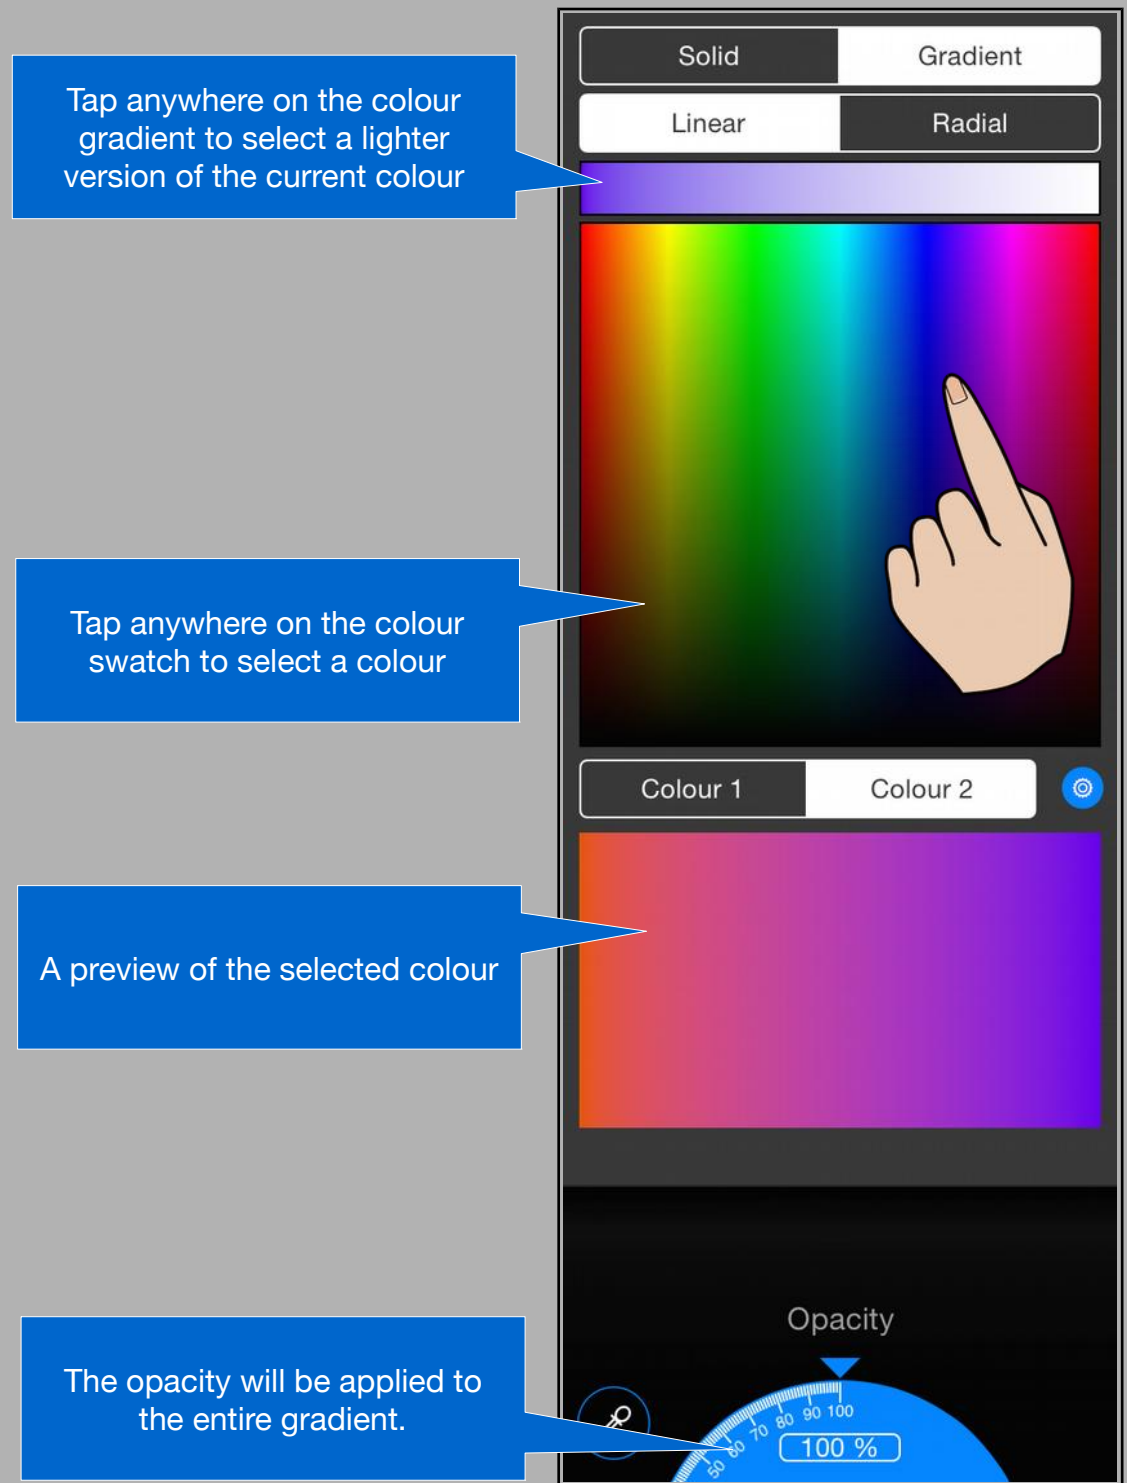 Solid Gradient
Tap anywhere on the colour
gradient to select a lighter
version of the current colour
Linear Radial
Tap anywhere on the colour
swatch to select a colour
Colour 1 Colour 2
A preview of the selected colour
Opacity
The opacity will be applied to
the entire gradient.
50 60 70 80 90 100
100 %